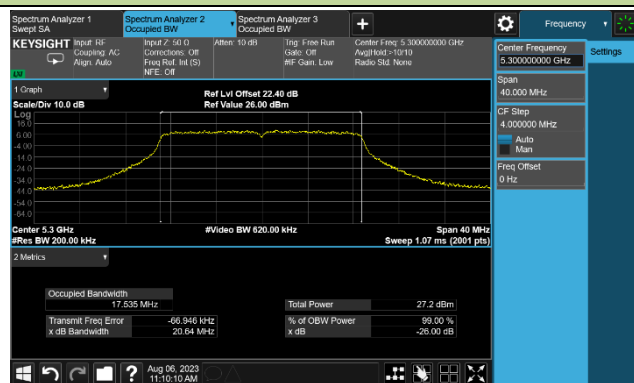 Spectrum Analyzer 1
Swept SA
Spectrum Analyzer 2
Occupied BW
Spectrum Analyzer 3
Occupied BW
Frequency
KEYSIGHT
Input: RF
Coupling: AC
Align: Auto
Input Z: 50 Ω
Corrections: Off
Freq Ref: Int (S)
NFE: Off
Atten: 10 dB
Trig: Free Run
Gate: Off
#IF Gain: Low
Center Freq: 5.300000000 GHz
Avg|Hold:>10/10
Radio Std: None
Center Frequency
5.300000000 GHz
Settings
Span
40.000 MHz
CF Step
4.000000 MHz
Auto
Man
Freq Offset
0 Hz
1 Graph
Scale/Div 10.0 dB
Ref Lvl Offset 22.40 dB
Ref Value 26.00 dBm
Log
16.0
6.00
-4.00
-14.0
-24.0
-34.0
-44.0
-54.0
-64.0
Center 5.3 GHz
#Video BW 620.00 kHz
Span 40 MHz
#Res BW 200.00 kHz
Sweep 1.07 ms (2001 pts)
2 Metrics
Occupied Bandwidth
17.535 MHz
Total Power
27.2 dBm
Transmit Freq Error
-66.946 kHz
% of OBW Power
99.00 %
x dB Bandwidth
20.64 MHz
x dB
-26.00 dB
Aug 06, 2023
11:10:10 AM